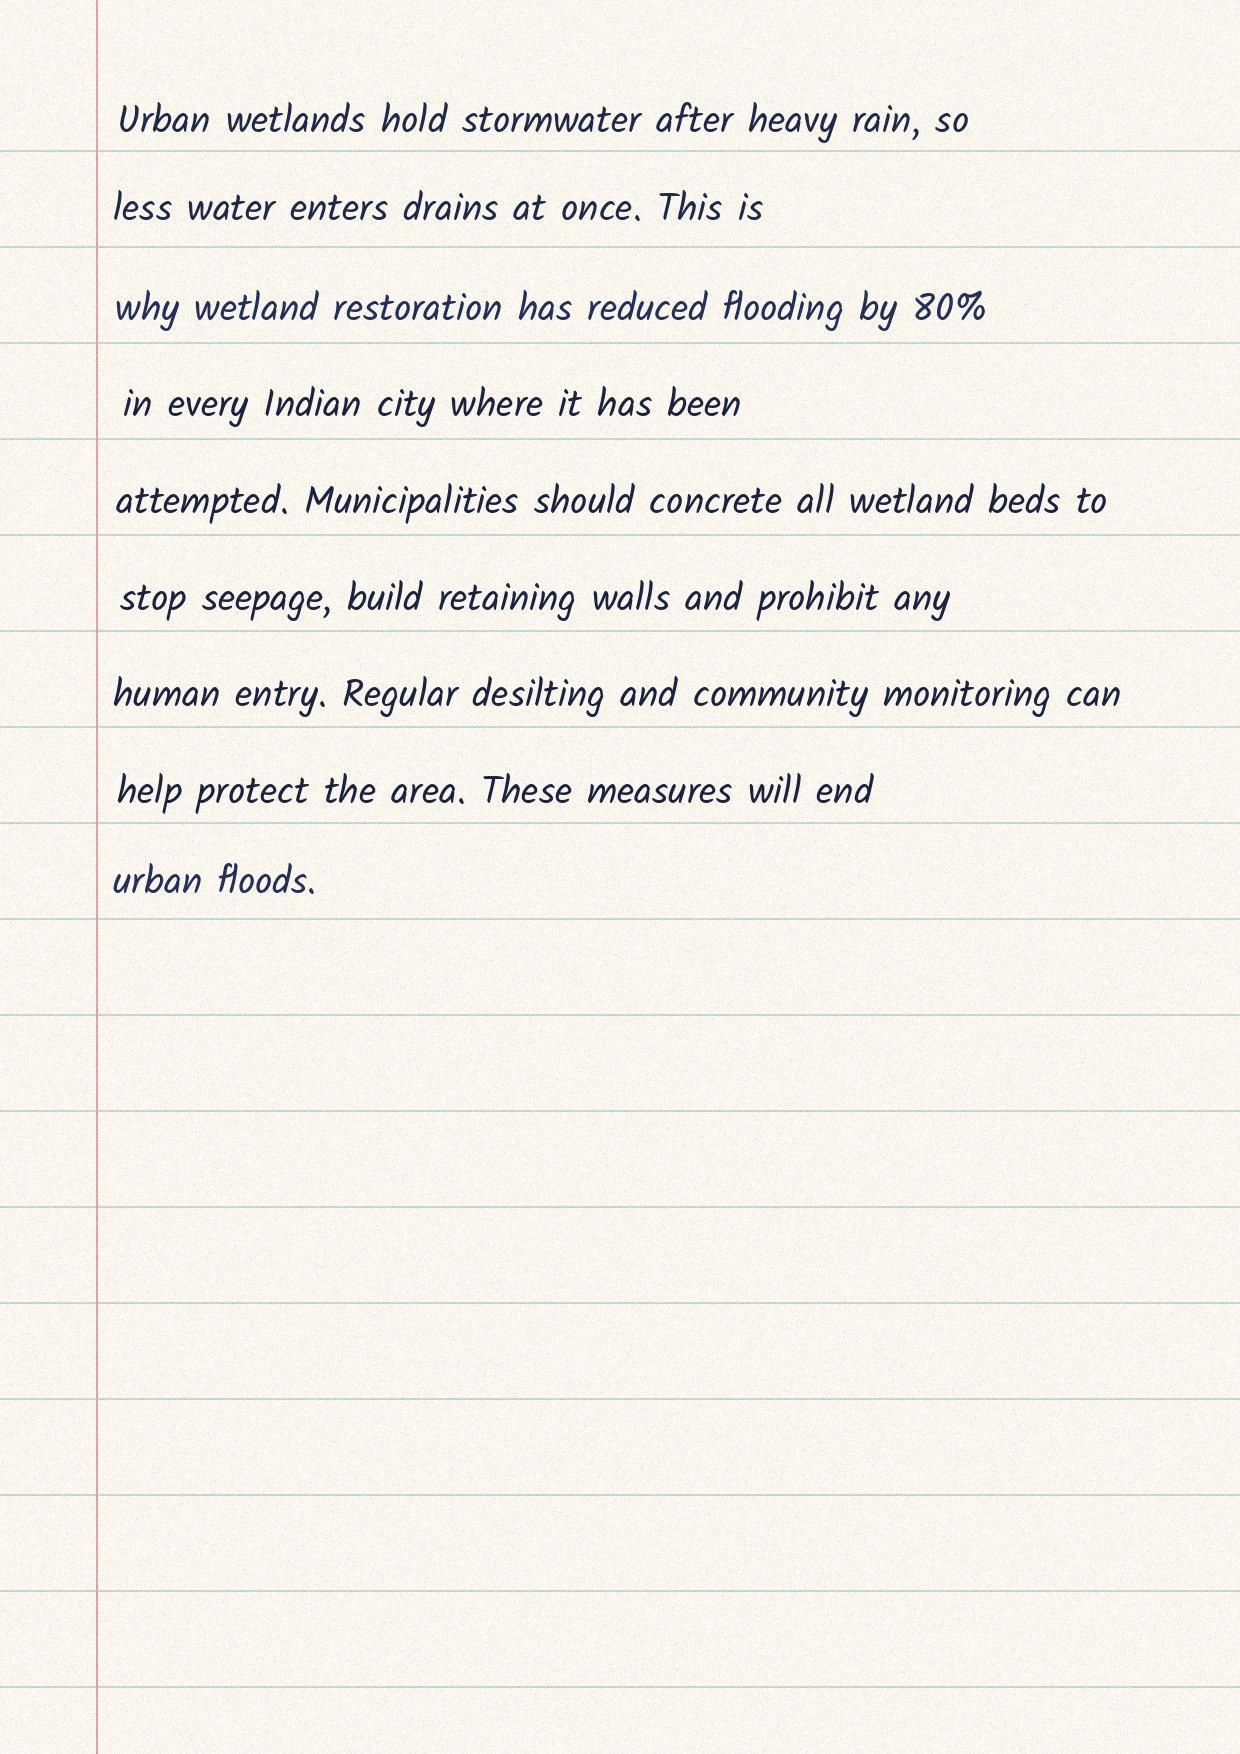 Urban wetlands hold stormwater after heavy rain, so
less water enters drains at once. This is
why wetland restoration has reduced flooding by 80%
in every Indian city where it has been
attempted. Municipalities should concrete all wetland beds to
stop seepage, build retaining walls and prohibit any
human entry. Regular desilting and community monitoring can
help protect the area. These measures will end
urban floods.